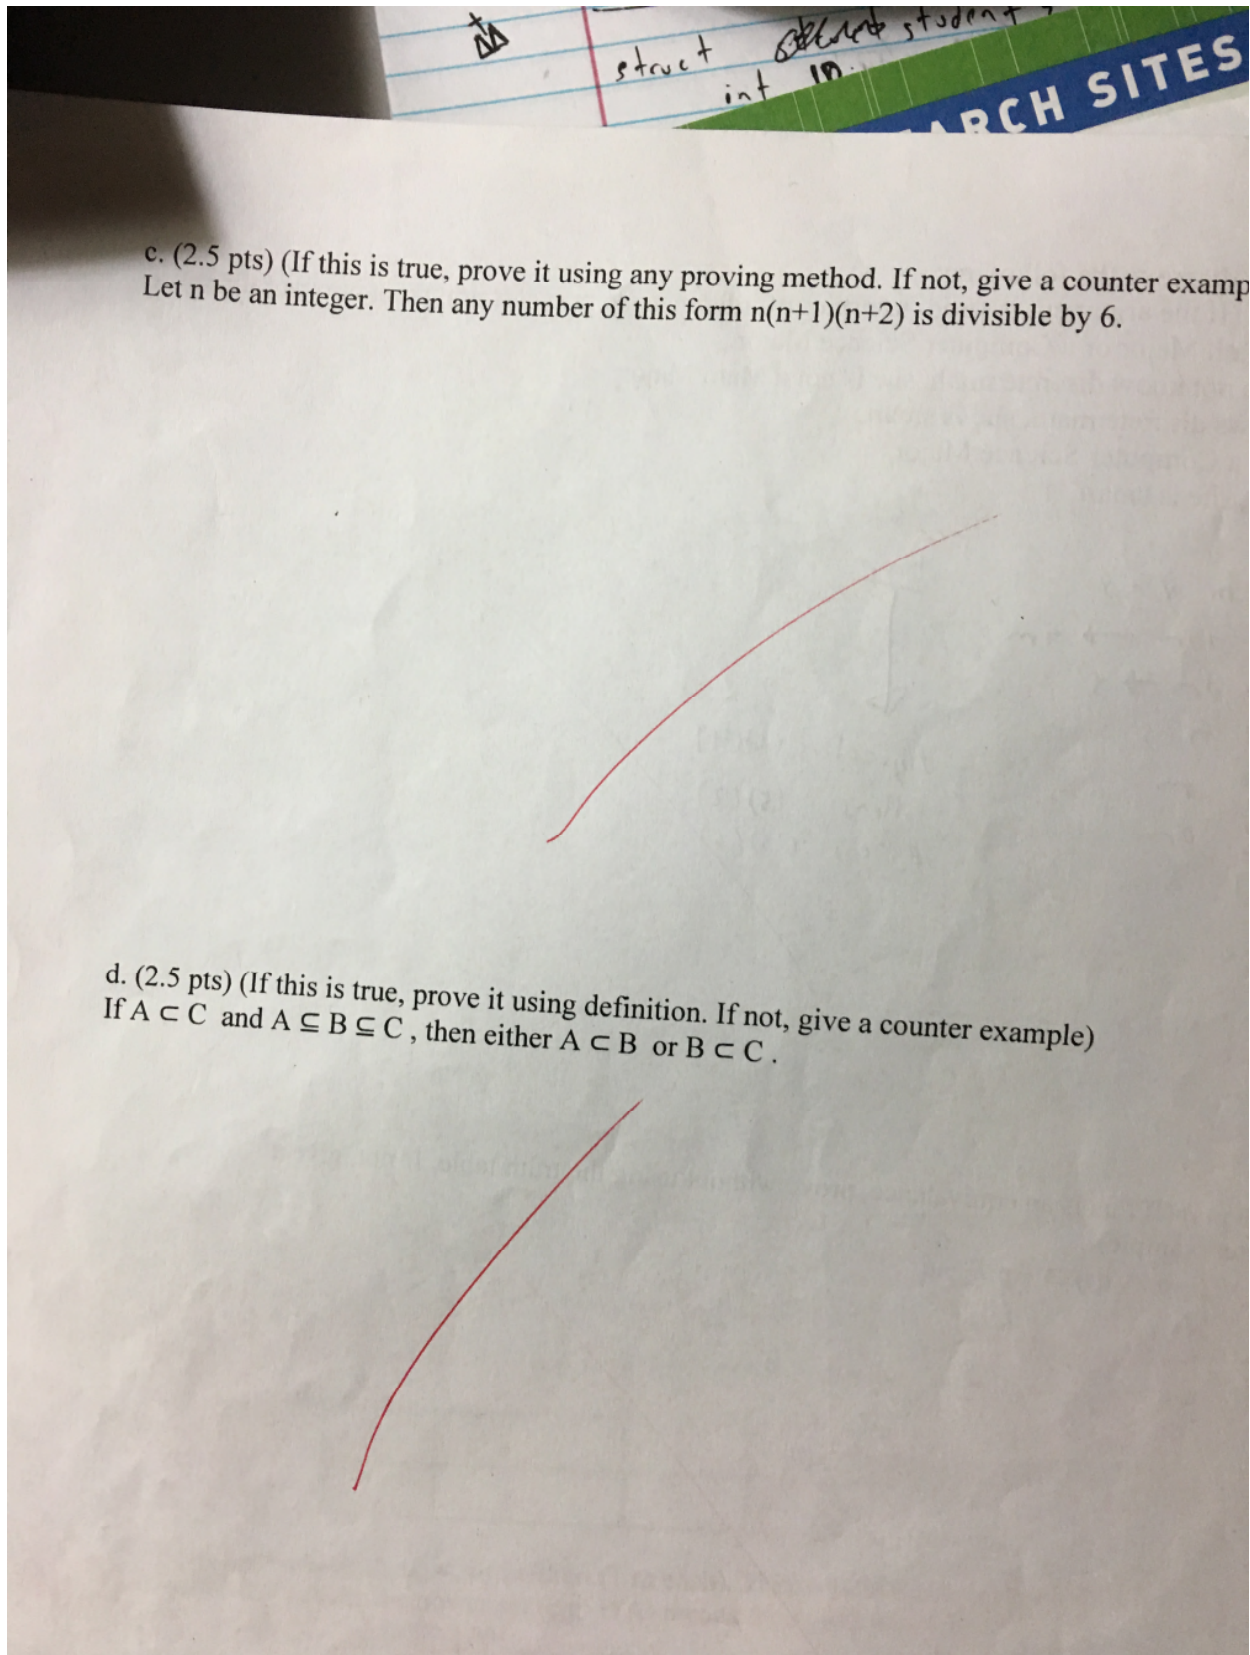 struct student
int
ARCH SITES
c. (2.5 pts) (If this is true, prove it using any proving method. If not, give a counter examp
Let n be an integer. Then any number of this form n(n+1)(n+2) is divisible by 6.
d. (2.5 pts) (If this is true, prove it using definition. If not, give a counter example)
If A ⊂ C and A ⊆ B ⊆ C , then either A ⊂ B or B ⊂ C .